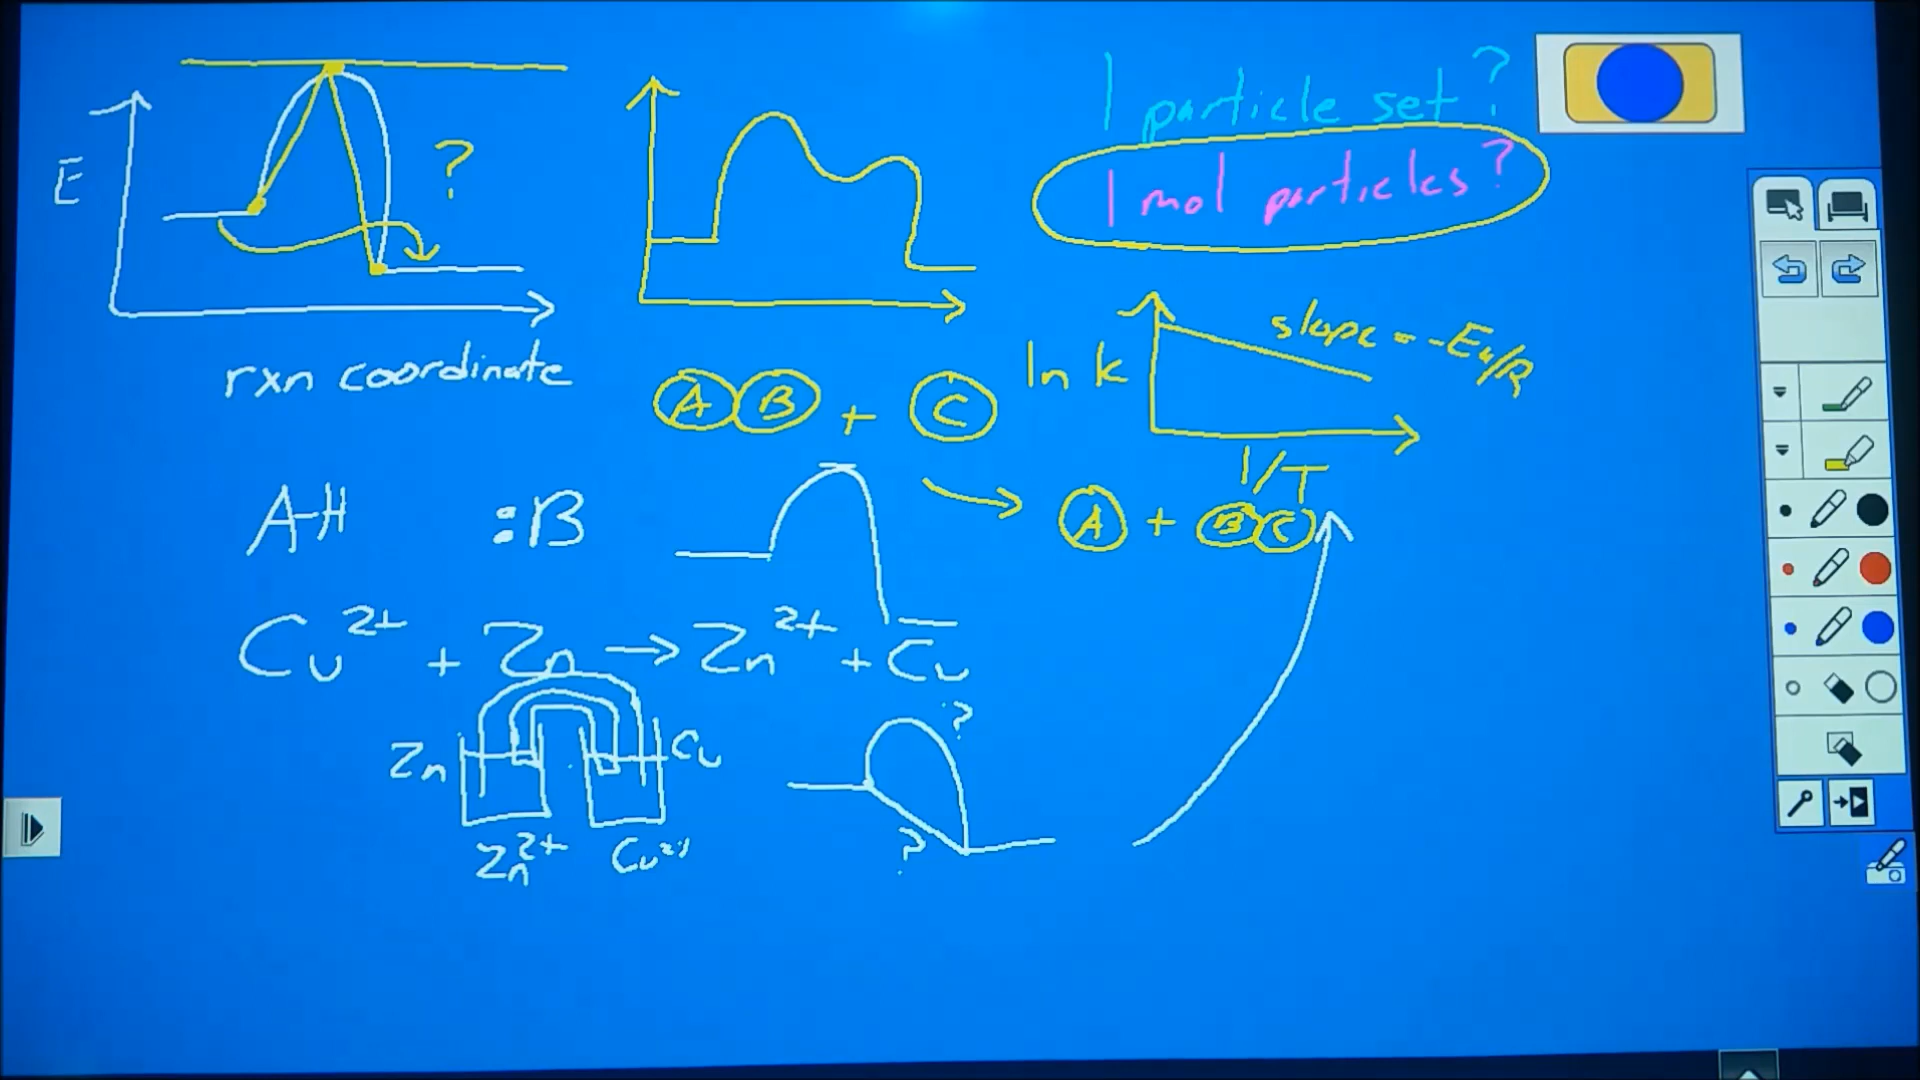 1 particle set?
1 mol particles?
E
?
rxn coordinate
ln k
slope = -Ea/R
1/T
A B + C
A + B C
A-H :B
Cu2+ + Zn → Zn2+ + Cu
Zn
Cu
Zn2+
Cu2+
?
?